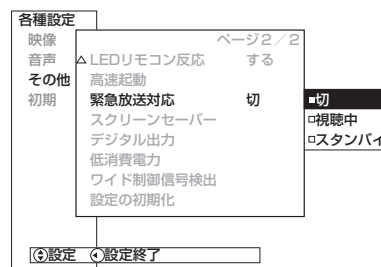 各種設定
映像
音声
その他
初期
ページ2／2
LEDリモコン反応 する
高速起動
緊急放送対応 切
スクリーンセーバー
デジタル出力
低消費電力
ワイド制御信号検出
設定の初期化
切
視聴中
スタンバイ
設定 設定終了